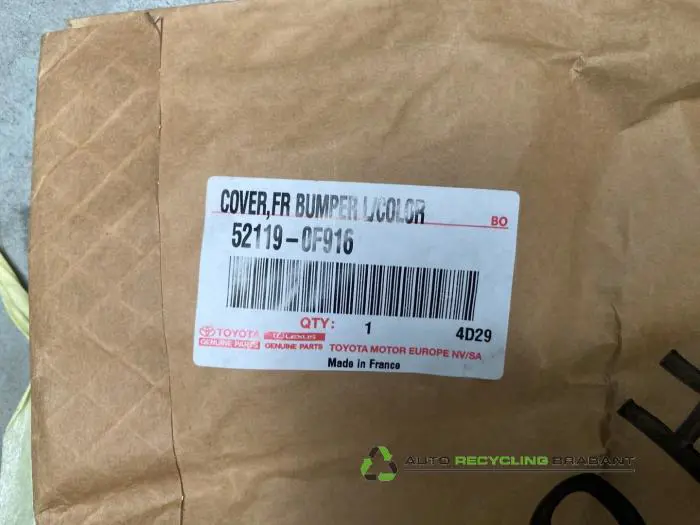 COVER,FR BUMPER L/COLOR
BO
52119-0F916
QTY: 1 4D29
TOYOTA GENUINE PARTS
LEXUS GENUINE PARTS
TOYOTA MOTOR EUROPE NV/SA
Made in France
AUTO RECYCLING BRABANT